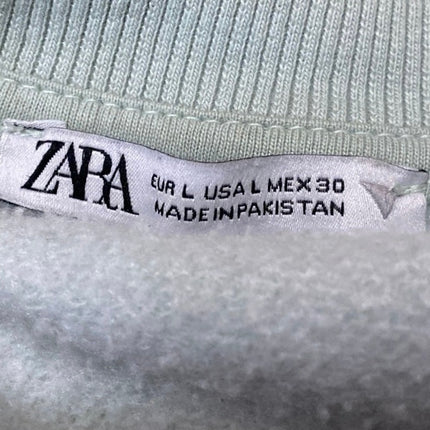 ZARA
EUR L USA L MEX 30
MADE IN PAKISTAN